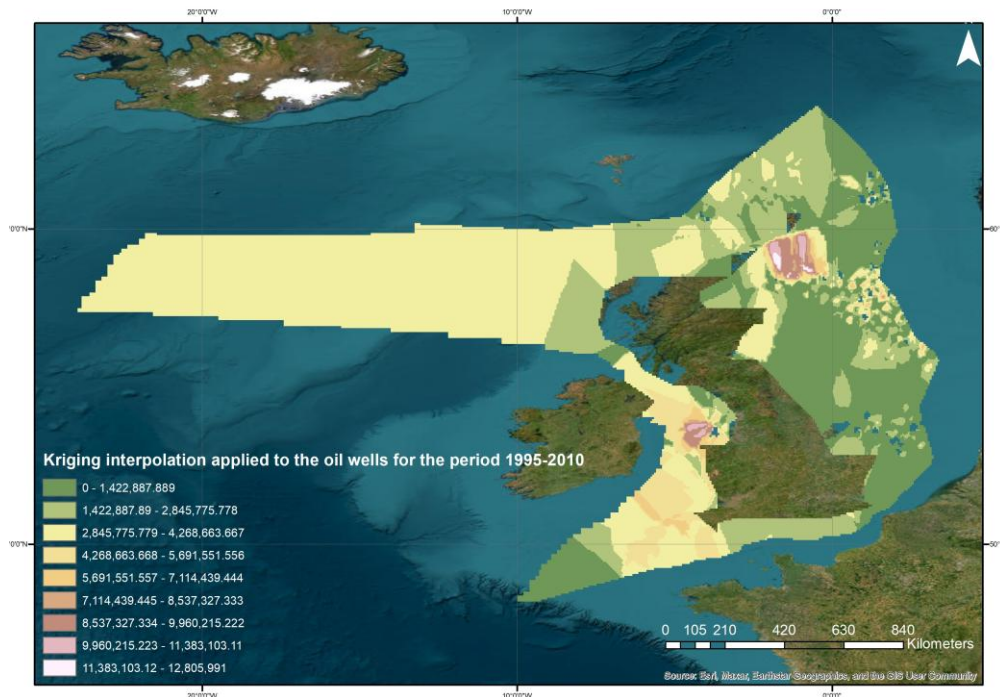 20°0'0"W 10°0'0"W 0°0'0"
'0'0"N 60°
Kriging interpolation applied to the oil wells for the period 1995-2010
0 - 1,422,887.889
1,422,887.89 - 2,845,775.778
2,845,775.779 - 4,268,663.667
4,268,663.668 - 5,691,551.556
5,691,551.557 - 7,114,439.444
7,114,439.445 - 8,537,327.333
8,537,327.334 - 9,960,215.222
9,960,215.223 - 11,383,103.11
11,383,103.12 - 12,805,991
'0'0"N 50°
0 105 210 420 630 840
Kilometers
Source: Esri, Maxar, Earthstar Geographics, and the GIS User Community
20°0'0"W 10°0'0"W 0°0'0"